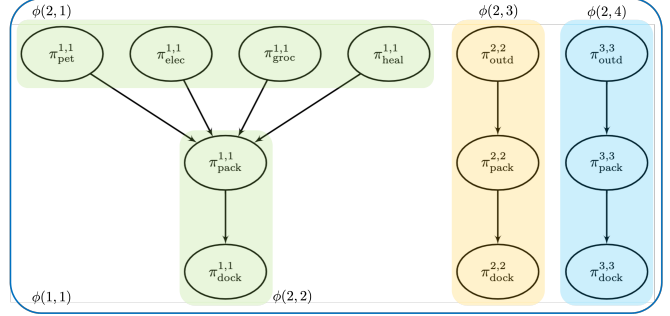 ϕ(2, 1) ϕ(2, 3) ϕ(2, 4)
π^{1,1}_{pet} π^{1,1}_{elec} π^{1,1}_{groc} π^{1,1}_{heal} π^{2,2}_{outd} π^{3,3}_{outd}
π^{1,1}_{pack} π^{2,2}_{pack} π^{3,3}_{pack}
π^{1,1}_{dock} π^{2,2}_{dock} π^{3,3}_{dock}
ϕ(1, 1) ϕ(2, 2)